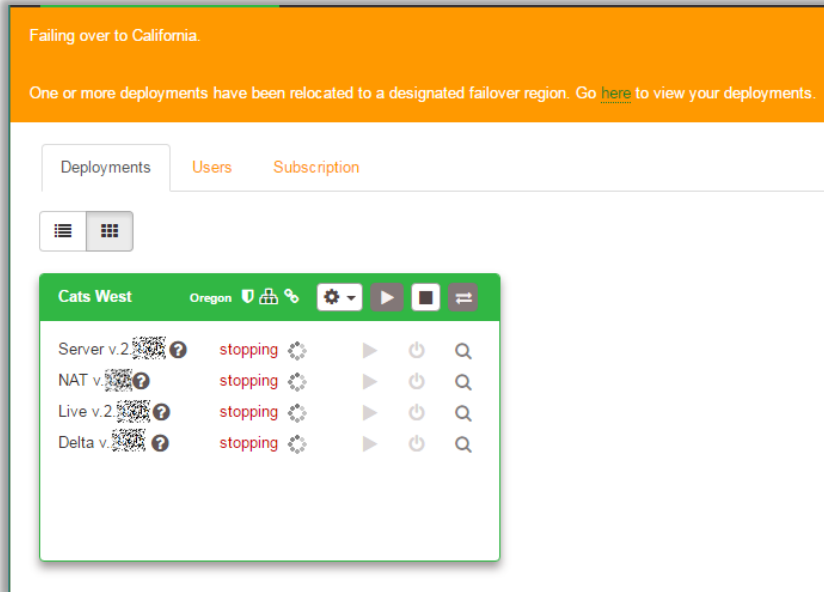 Failing over to California.
One or more deployments have been relocated to a designated failover region. Go here to view your deployments.
Deployments Users Subscription
Cats West Oregon
Server v.2. stopping
NAT v. stopping
Live v.2. stopping
Delta v. stopping